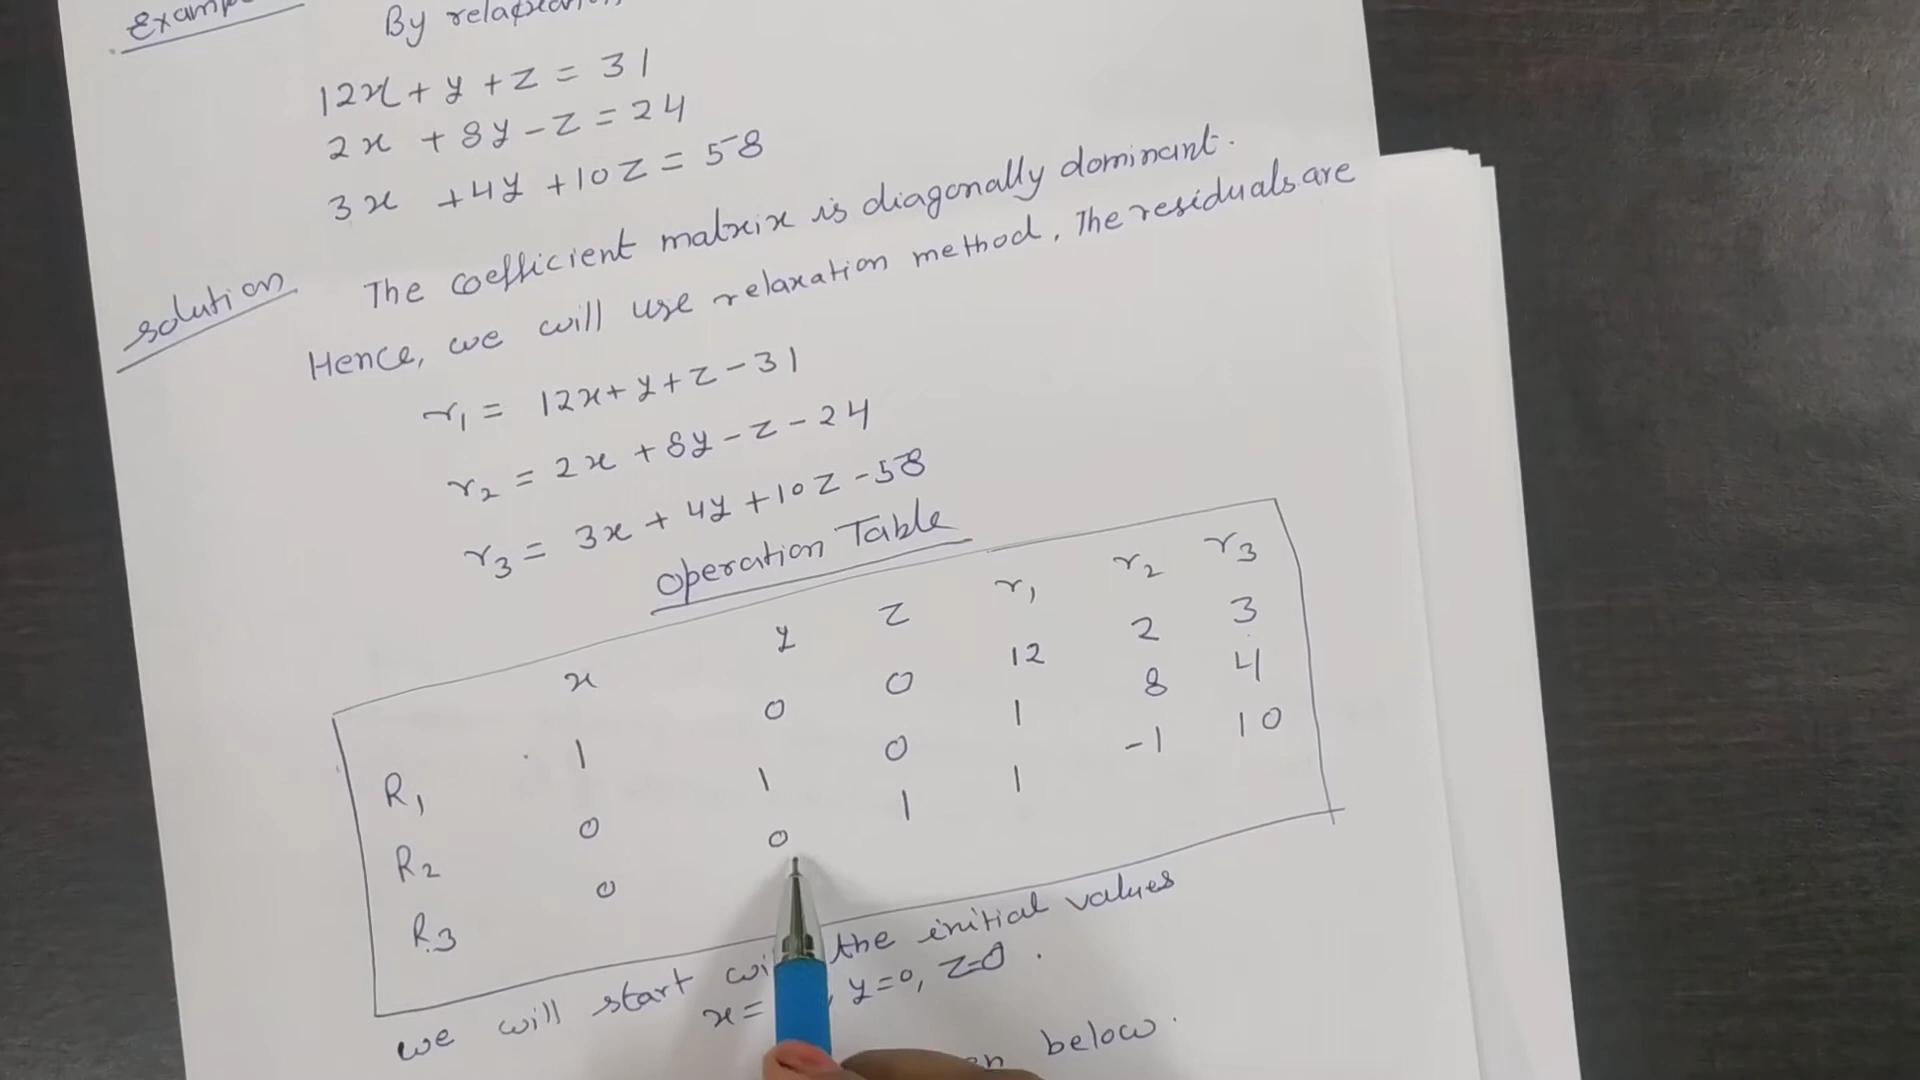 By
12x + y + z = 31
2x + 8y - z = 24
3x + 4y + 10z = 58
solution The coefficient matrix is diagonally dominant.
Hence, we will use relaxation method. The residuals are
r1 = 12x + y + z - 31
r2 = 2x + 8y - z - 24
r3 = 3x + 4y + 10z - 58
Operation Table
x y z r1 r2 r3
R1 1 0 0 12 2 3
R2 0 1 0 1 8 4
R3 0 0 1 1 -1 10
we will start the initial values
x= y=0, z=0.
below.